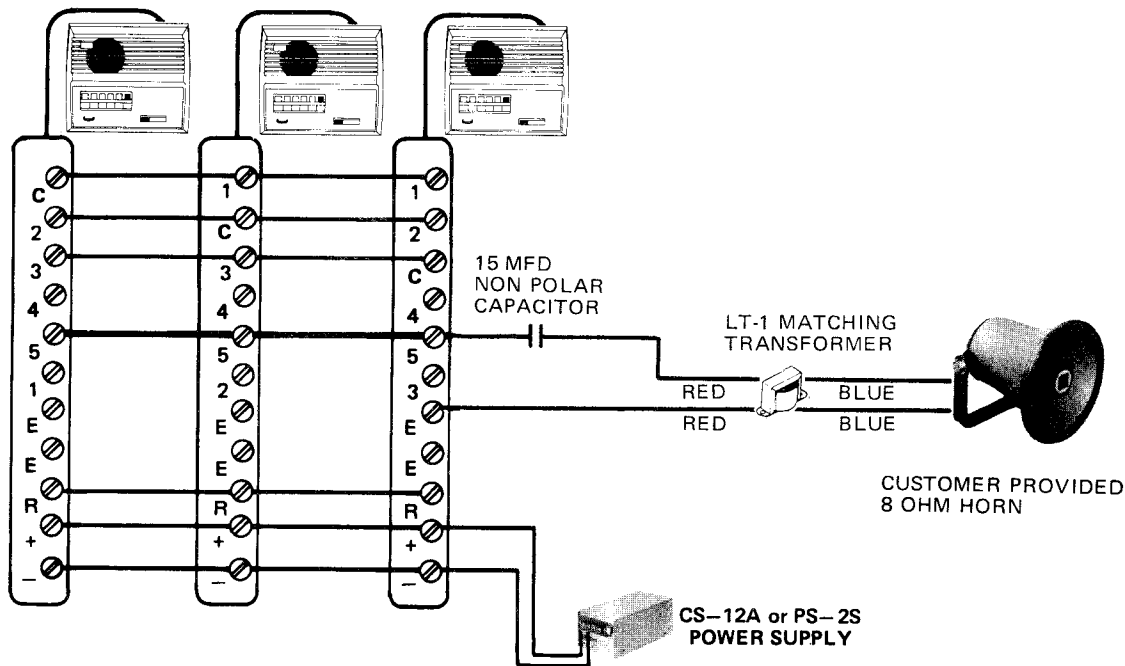 C
2
3
4
5
1
E
E
R
+
–
1
C
3
4
5
2
E
E
R
+
–
1
2
C
4
5
3
E
E
R
+
–
15 MFD
NON POLAR
CAPACITOR
LT-1 MATCHING
TRANSFORMER
RED
BLUE
RED
BLUE
CUSTOMER PROVIDED
8 OHM HORN
CS–12A or PS–2S
POWER SUPPLY